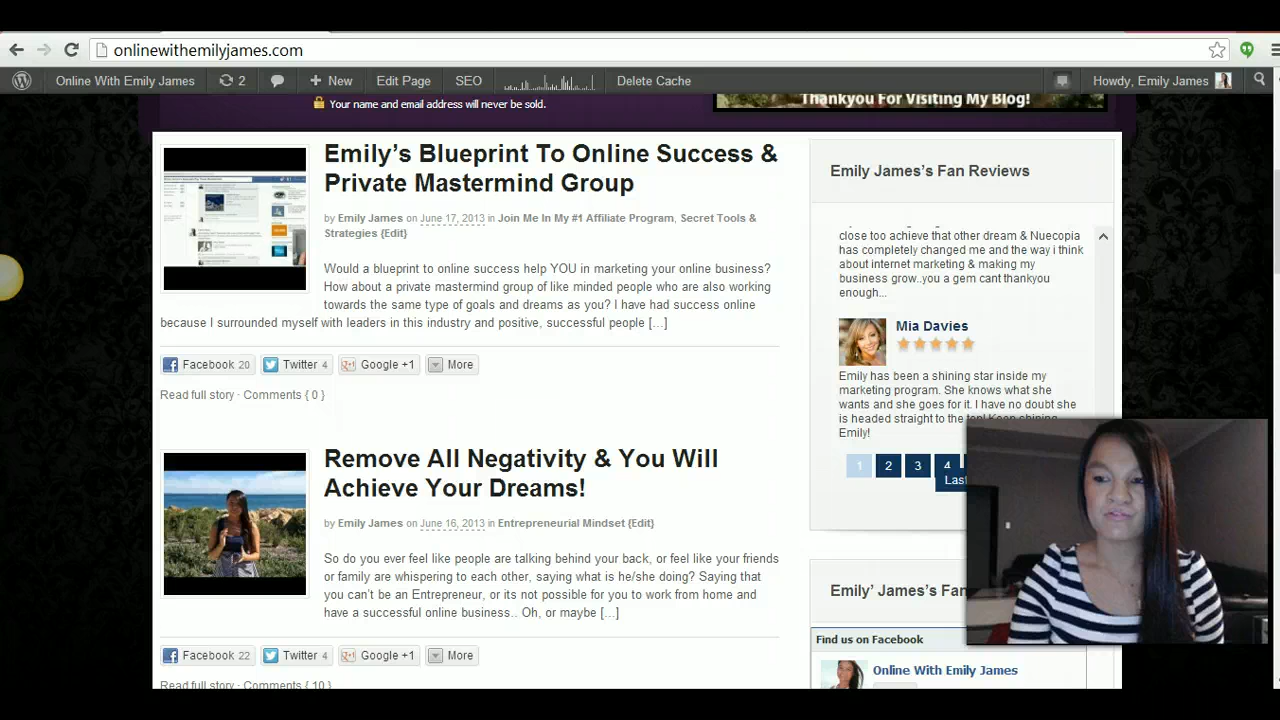 onlinewithemilyjames.com
Online With Emily James 2 New Edit Page SEO Delete Cache Howdy, Emily James
Your name and email address will never be sold.
Thankyou For Visiting My Blog!
Emily's Blueprint To Online Success &
Private Mastermind Group
by Emily James on June 17, 2013 in Join Me In My #1 Affiliate Program, Secret Tools &
Strategies {Edit}
Would a blueprint to online success help YOU in marketing your online business?
How about a private mastermind group of like minded people who are also working
towards the same type of goals and dreams as you? I have had success online
because I surrounded myself with leaders in this industry and positive, successful people [...]
Facebook 20 Twitter 4 Google +1 More
Read full story · Comments { 0 }
Remove All Negativity & You Will
Achieve Your Dreams!
by Emily James on June 16, 2013 in Entrepreneurial Mindset {Edit}
So do you ever feel like people are talking behind your back, or feel like your friends
or family are whispering to each other, saying what is he/she doing? Saying that
you can't be an Entrepreneur, or its not possible for you to work from home and
have a successful online business.. Oh, or maybe [...]
Facebook 22 Twitter 4 Google +1 More
Read full story · Comments { 10 }
Emily James's Fan Reviews
close too achieve that other dream & Nuecopia
has completely changed me and the way i think
about internet marketing & making my
business grow..you a gem cant thankyou
enough...
Mia Davies
Emily has been a shining star inside my
marketing program. She knows what she
wants and she goes for it. I have no doubt she
is headed straight to the top! Keep shining
Emily!
1 2 3 4
Last
Emily' James's Fan
Find us on Facebook
Online With Emily James